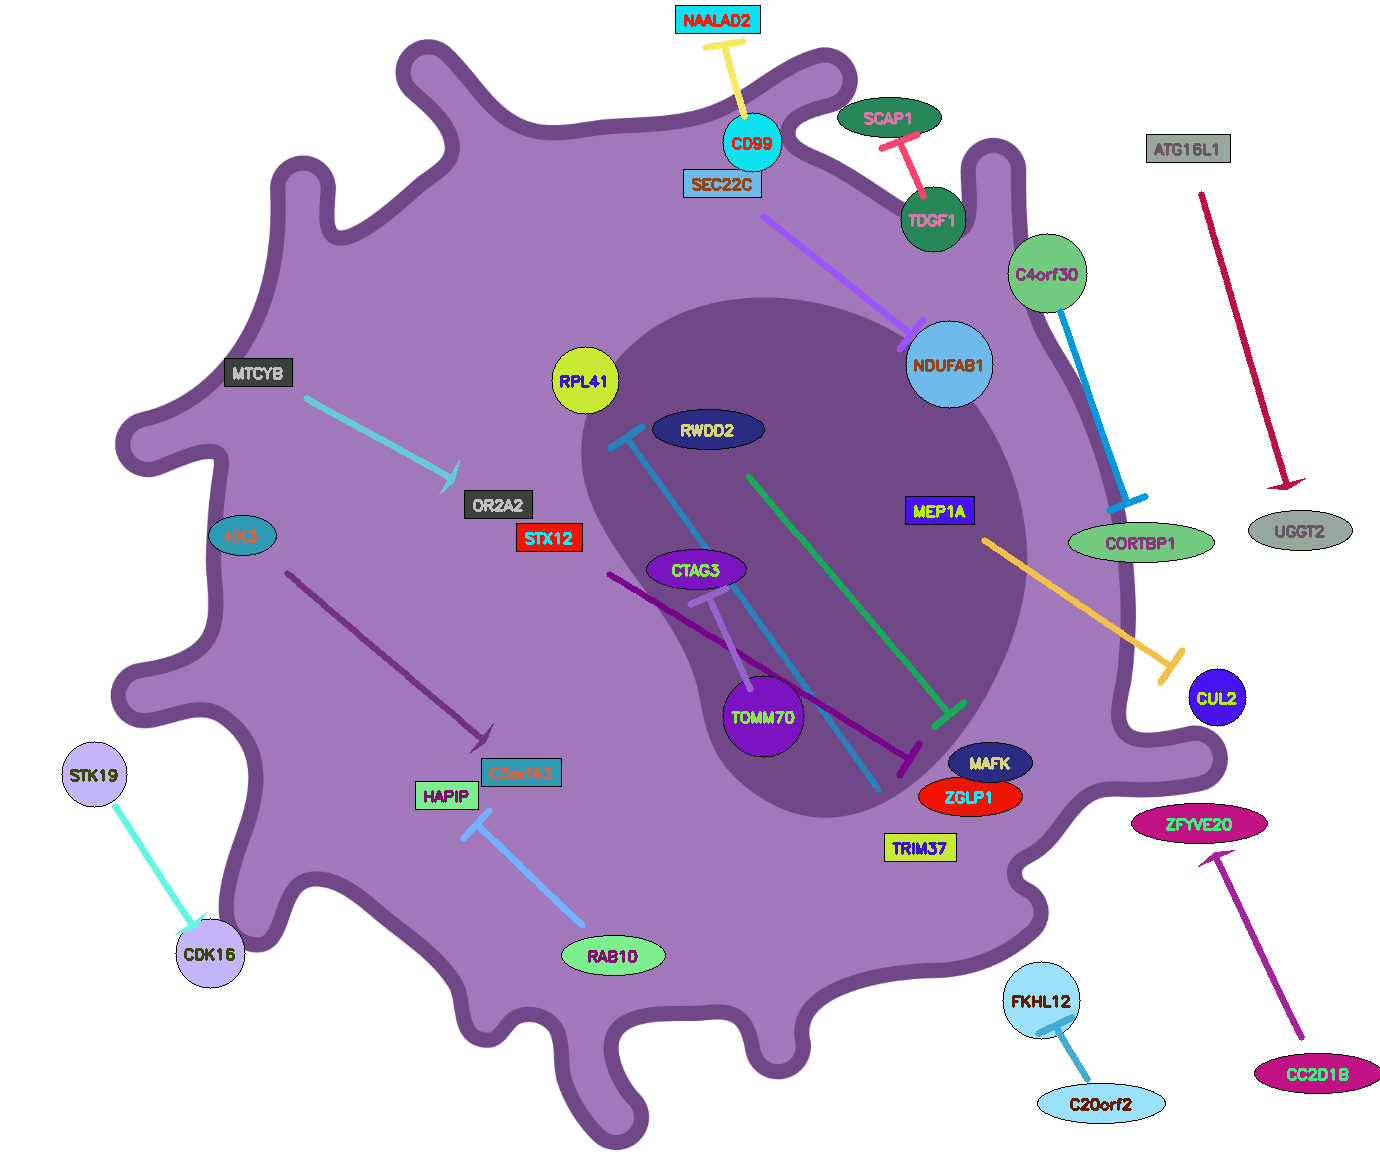 NAALAD2
SCAP1
CD99
ATG16L1
SEC22C
TDGF1
C4orf30
MTCYB
RPL41
NDUFAB1
RWDD2
OR2A2
MEP1A
HK3
STX12
UGGT2
CORTBP1
CTAG3
CUL2
TOMM70
STK19
C5orf43
MAFK
HAPIP
ZGLP1
ZFYVE20
TRIM37
CDK16
RAB10
FKHL12
CC2D1B
C20orf2